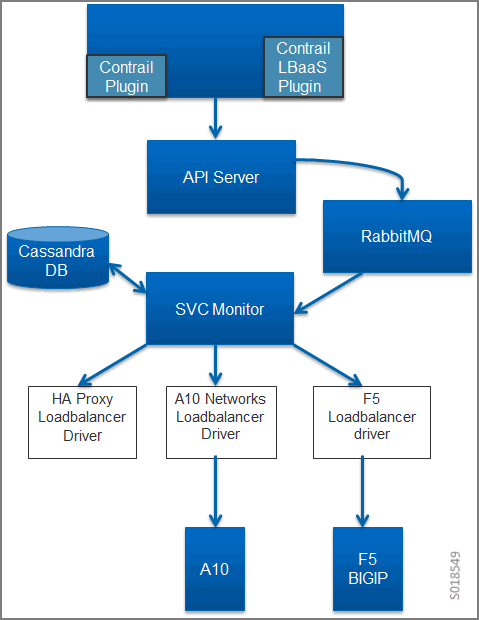 Contrail
Plugin
Contrail
LBaaS
Plugin
API Server
RabbitMQ
Cassandra
DB
SVC Monitor
HA Proxy
Loadbalancer
Driver
A10 Networks
Loadbalancer
Driver
F5
Loadbalancer
driver
A10
F5
BIGIP
S018549